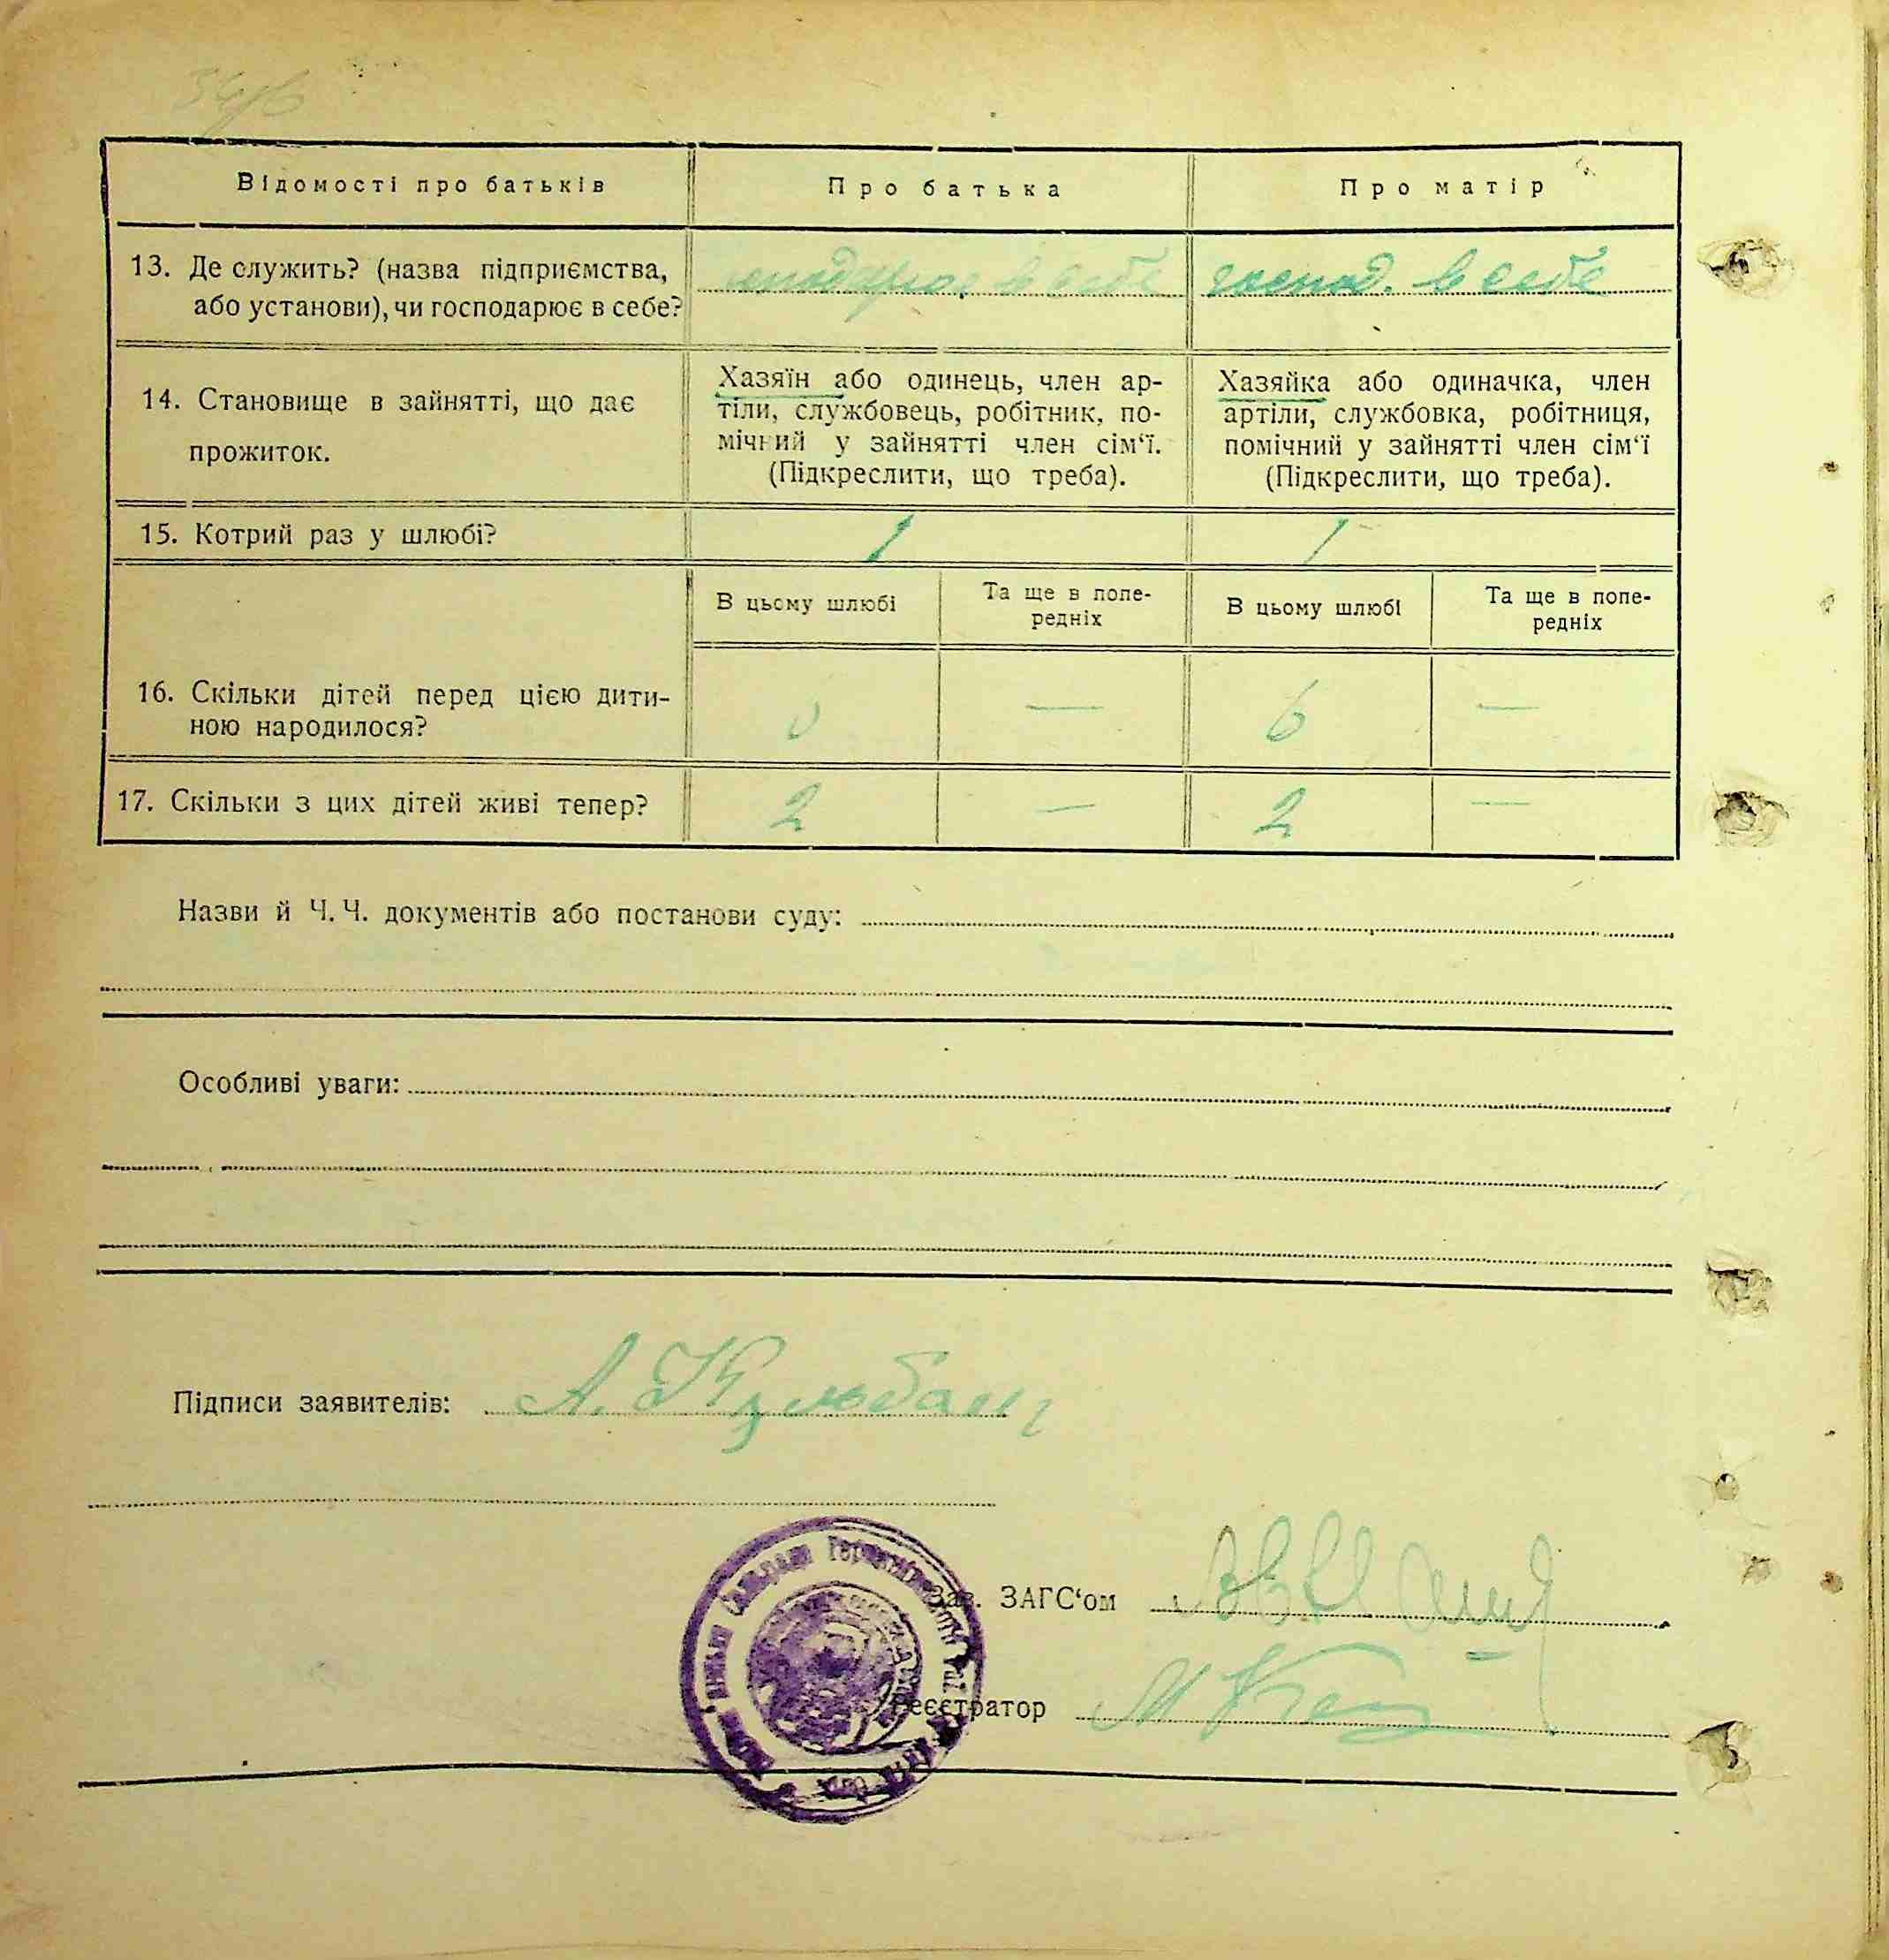 Відомості про батьків
Про батька
Про матір
13. Де служить? (назва підприємства,
або установи), чи господарює в себе?
в себе
господ. в себе
14. Становище в зайнятті, що дає
прожиток.
Хазяїн або одинець, член ар-
тіли, службовець, робітник, по-
мічний у зайнятті член сім'ї.
(Підкреслити, що треба).
Хазяйка або одиначка, член
артіли, службовка, робітниця,
помічний у зайнятті член сім'ї
(Підкреслити, що треба).
15. Котрий раз у шлюбі?
1
1
В цьому шлюбі
Та ще в попе-
редніх
В цьому шлюбі
Та ще в попе-
редніх
16. Скільки дітей перед цією дити-
ною народилося?
—
6
—
17. Скільки з цих дітей живі тепер?
2
—
2
—
Назви й Ч. Ч. документів або постанови суду:
Особливі уваги:
Підписи заявителів:
А.
Зав. ЗАГС'ом
Реєстратор